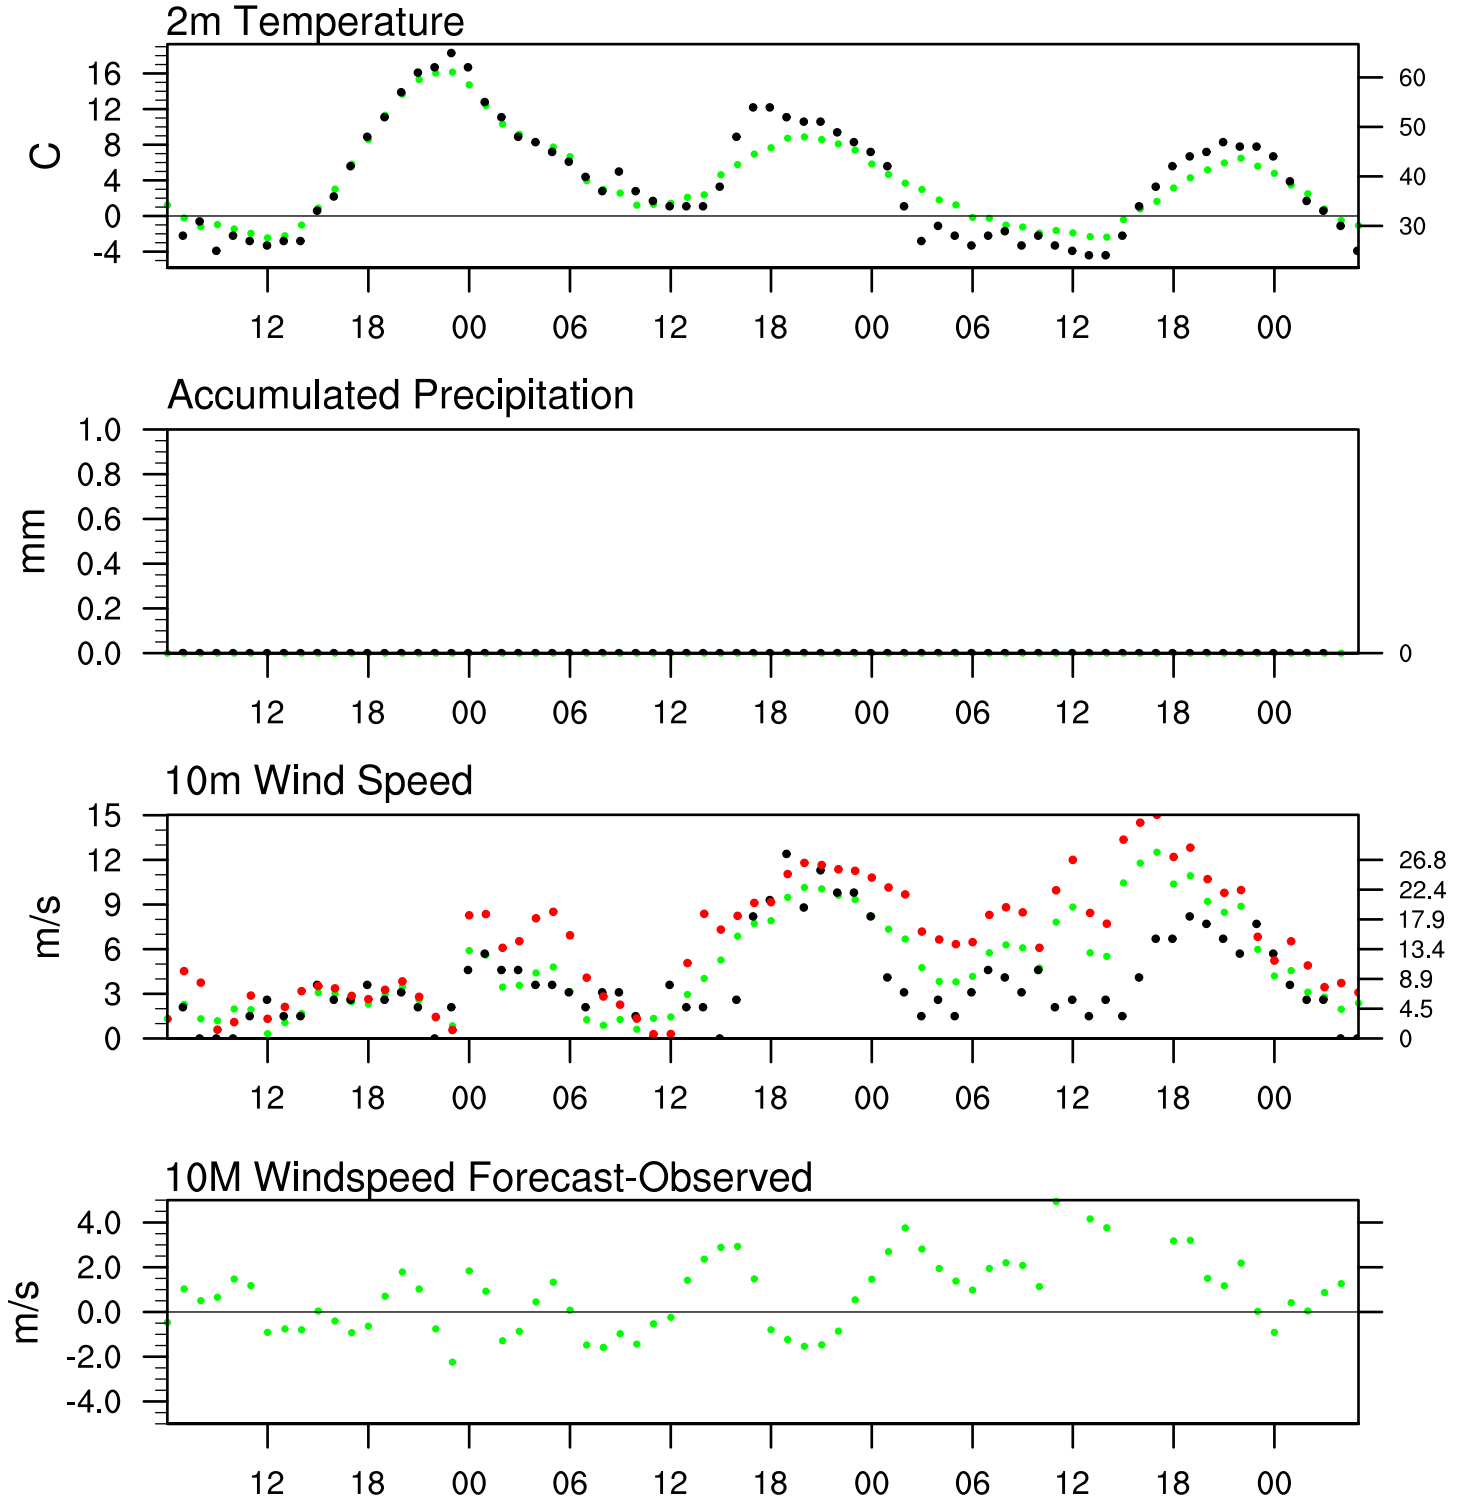 2m Temperature
16
12
8
4
0
-4
C
60
50
40
30
12 18 00 06 12 18 00 06 12 18 00
Accumulated Precipitation
1.0
0.8
0.6
0.4
0.2
0.0
mm
0
12 18 00 06 12 18 00 06 12 18 00
10m Wind Speed
15
12
9
6
3
0
m/s
26.8
22.4
17.9
13.4
8.9
4.5
0
12 18 00 06 12 18 00 06 12 18 00
10M Windspeed Forecast-Observed
4.0
2.0
0.0
-2.0
-4.0
m/s
12 18 00 06 12 18 00 06 12 18 00